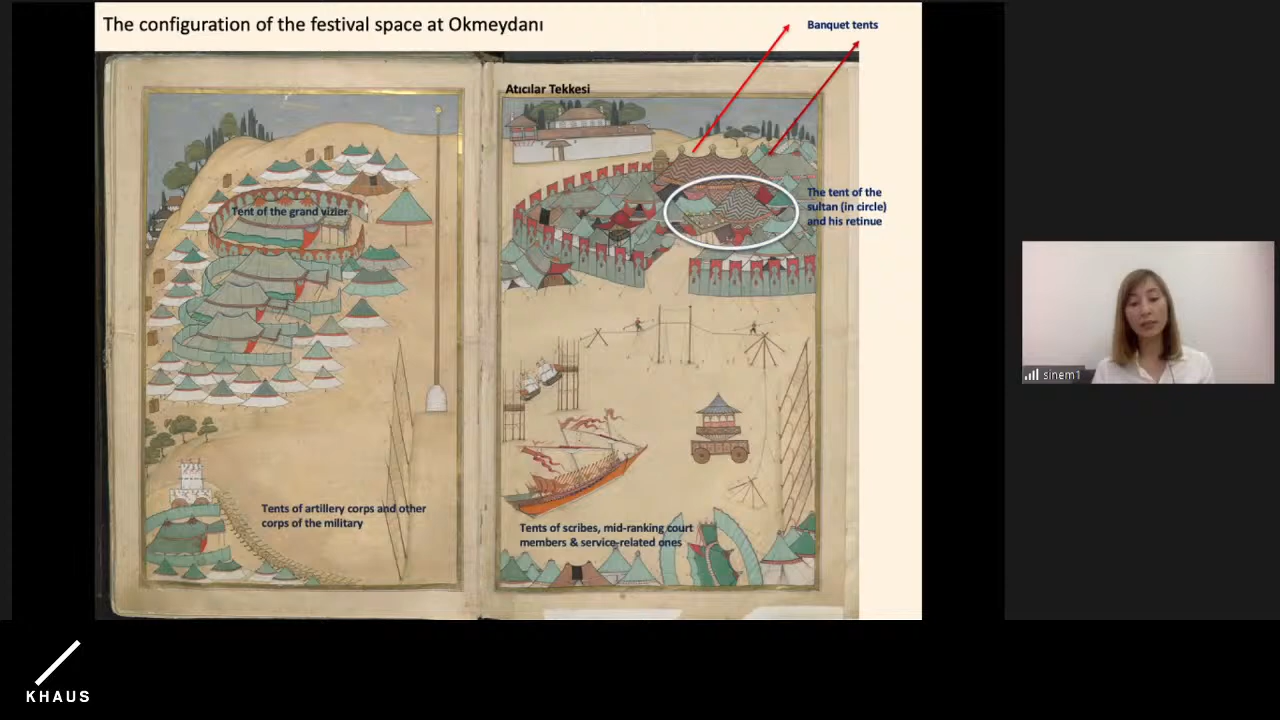 The configuration of the festival space at Okmeydanı
Banquet tents
Atıcılar Tekkesi
The tent of the
sultan (in circle)
and his retinue
Tent of the grand vizier
Tents of artillery corps and other
corps of the military
Tents of scribes, mid-ranking court
members & service-related ones
sinem1
KHAUS